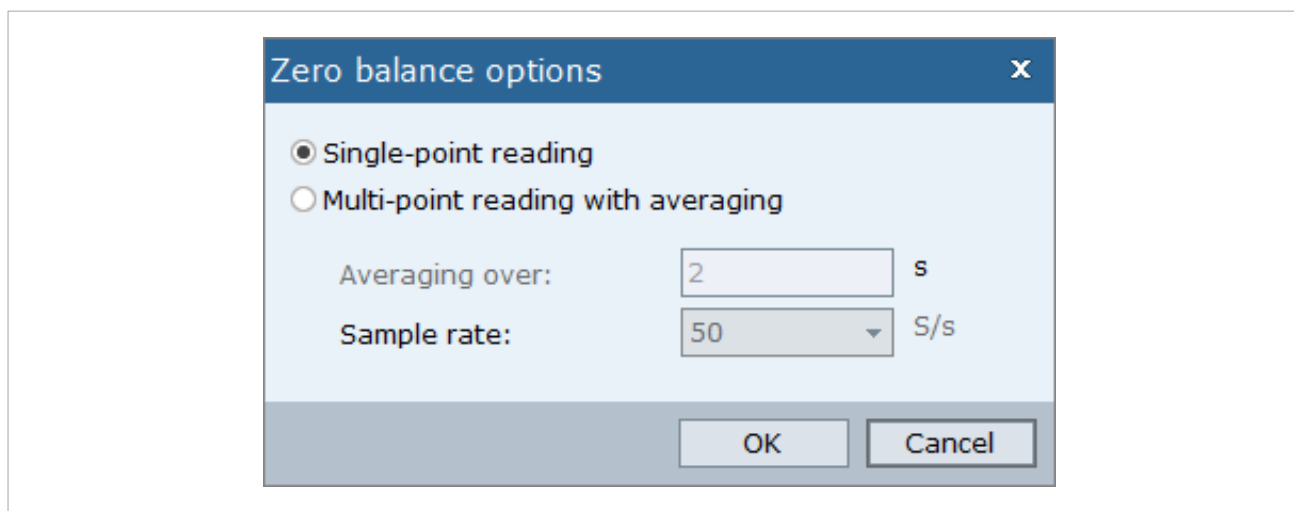 Zero balance options x
Single-point reading
Multi-point reading with averaging
Averaging over: 2 s
Sample rate: 50 S/s
OK Cancel